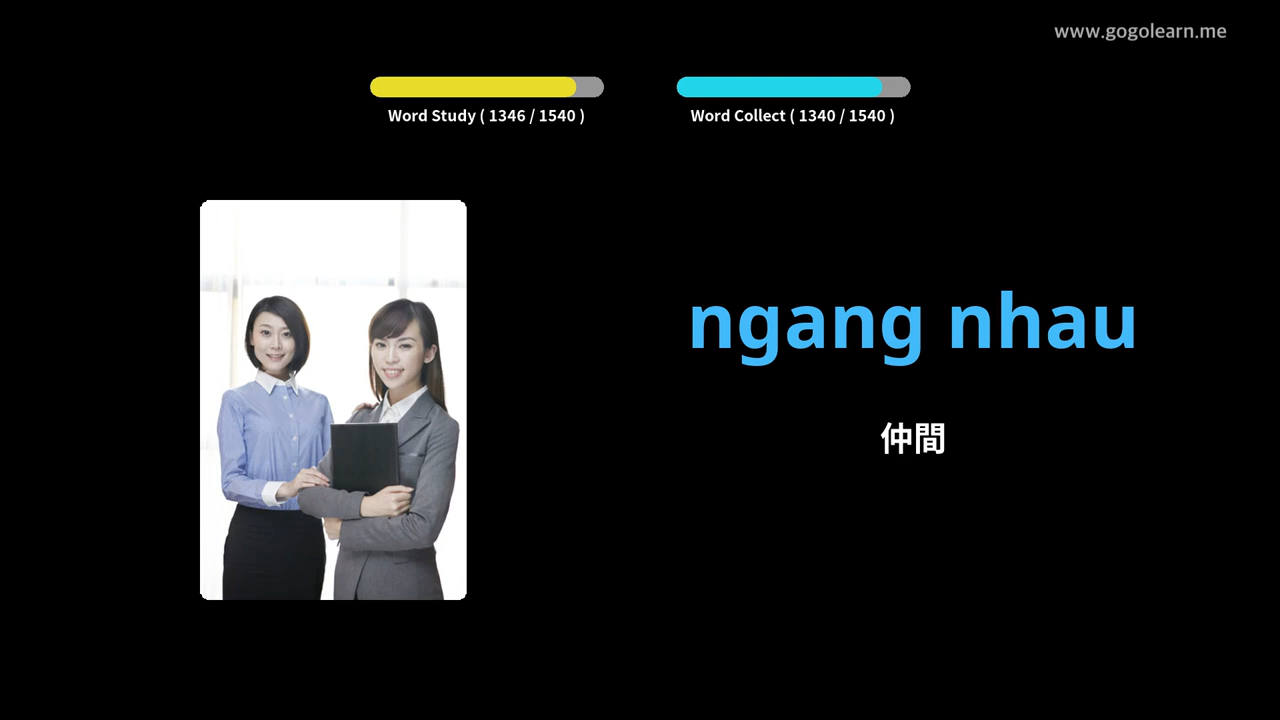 www.gogolearn.me
Word Study ( 1346 / 1540 )
Word Collect ( 1340 / 1540 )
ngang nhau
仲間